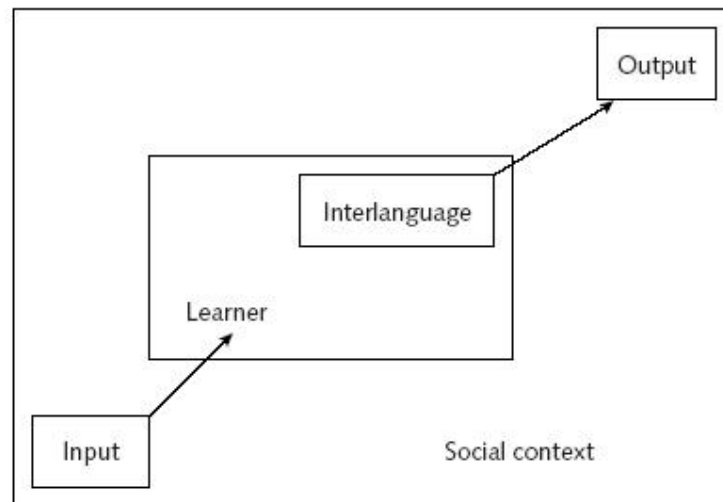 Output
Interlanguage
Learner
Input
Social context